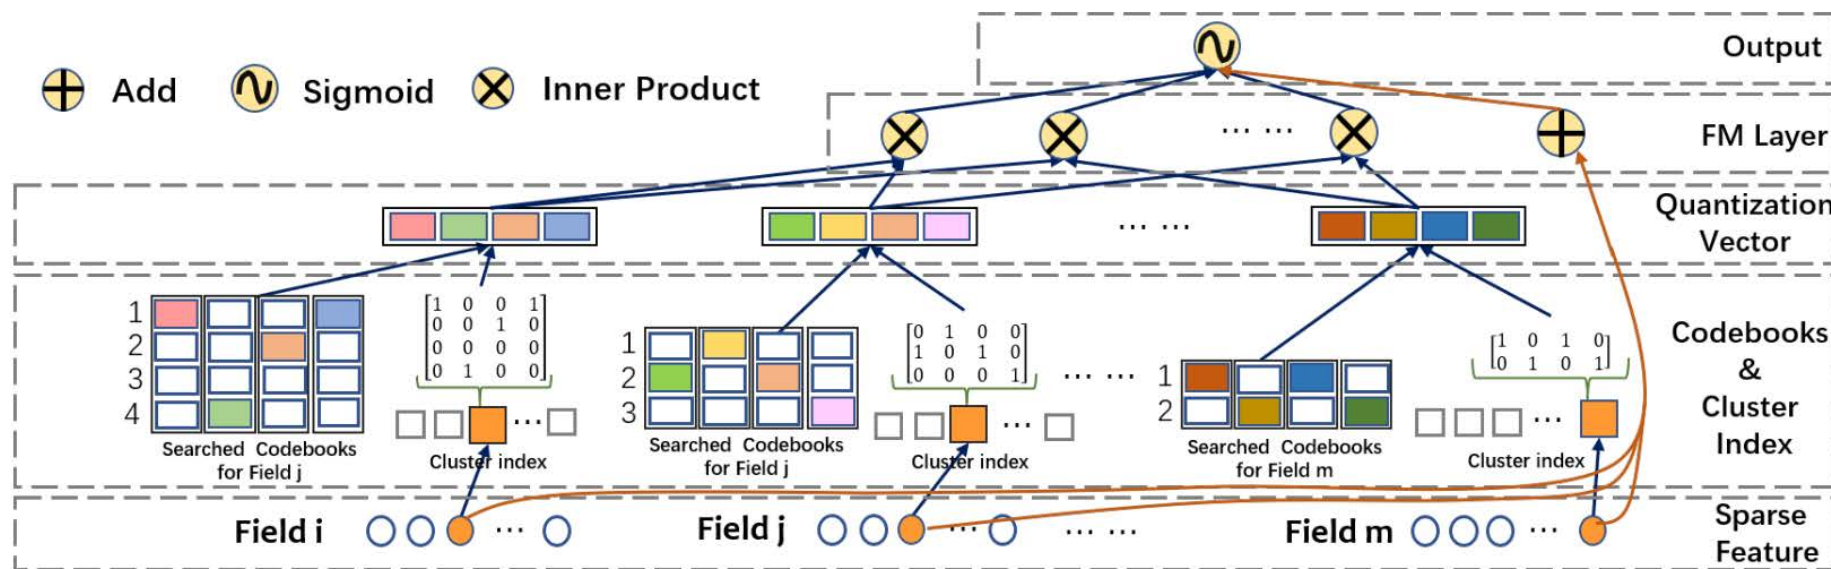 Output
Add
Sigmoid
Inner Product
... ...
FM Layer
Quantization
Vector
... ...
1
2
3
4
Searched Codebooks
for Field j
1 0 0 1
0 0 1 0
0 0 0 0
0 1 0 0
...
Cluster index
1
2
3
Searched Codebooks
for Field j
0 1 0 0
1 0 1 0
0 0 0 1
...
Cluster index
... ...
1
2
Searched Codebooks
for Field m
1 0 1 0
0 1 0 1
...
Cluster index
Codebooks
&
Cluster
Index
Field i
...
Field j
...
... ...
Field m
...
Sparse
Feature